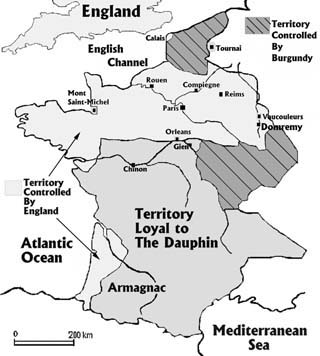 England
Calais
Territory
Controlled
By
Burgundy
English
Channel
Tournai
Rouen
Compiegne
Mont
Saint-Michel
Reims
Paris
Vaucouleurs
Domremy
Orleans
Gien
Chinon
Territory
Controlled
By
England
Territory
Loyal to
The Dauphin
Atlantic
Ocean
Armagnac
Mediterranean
Sea
0 200 km